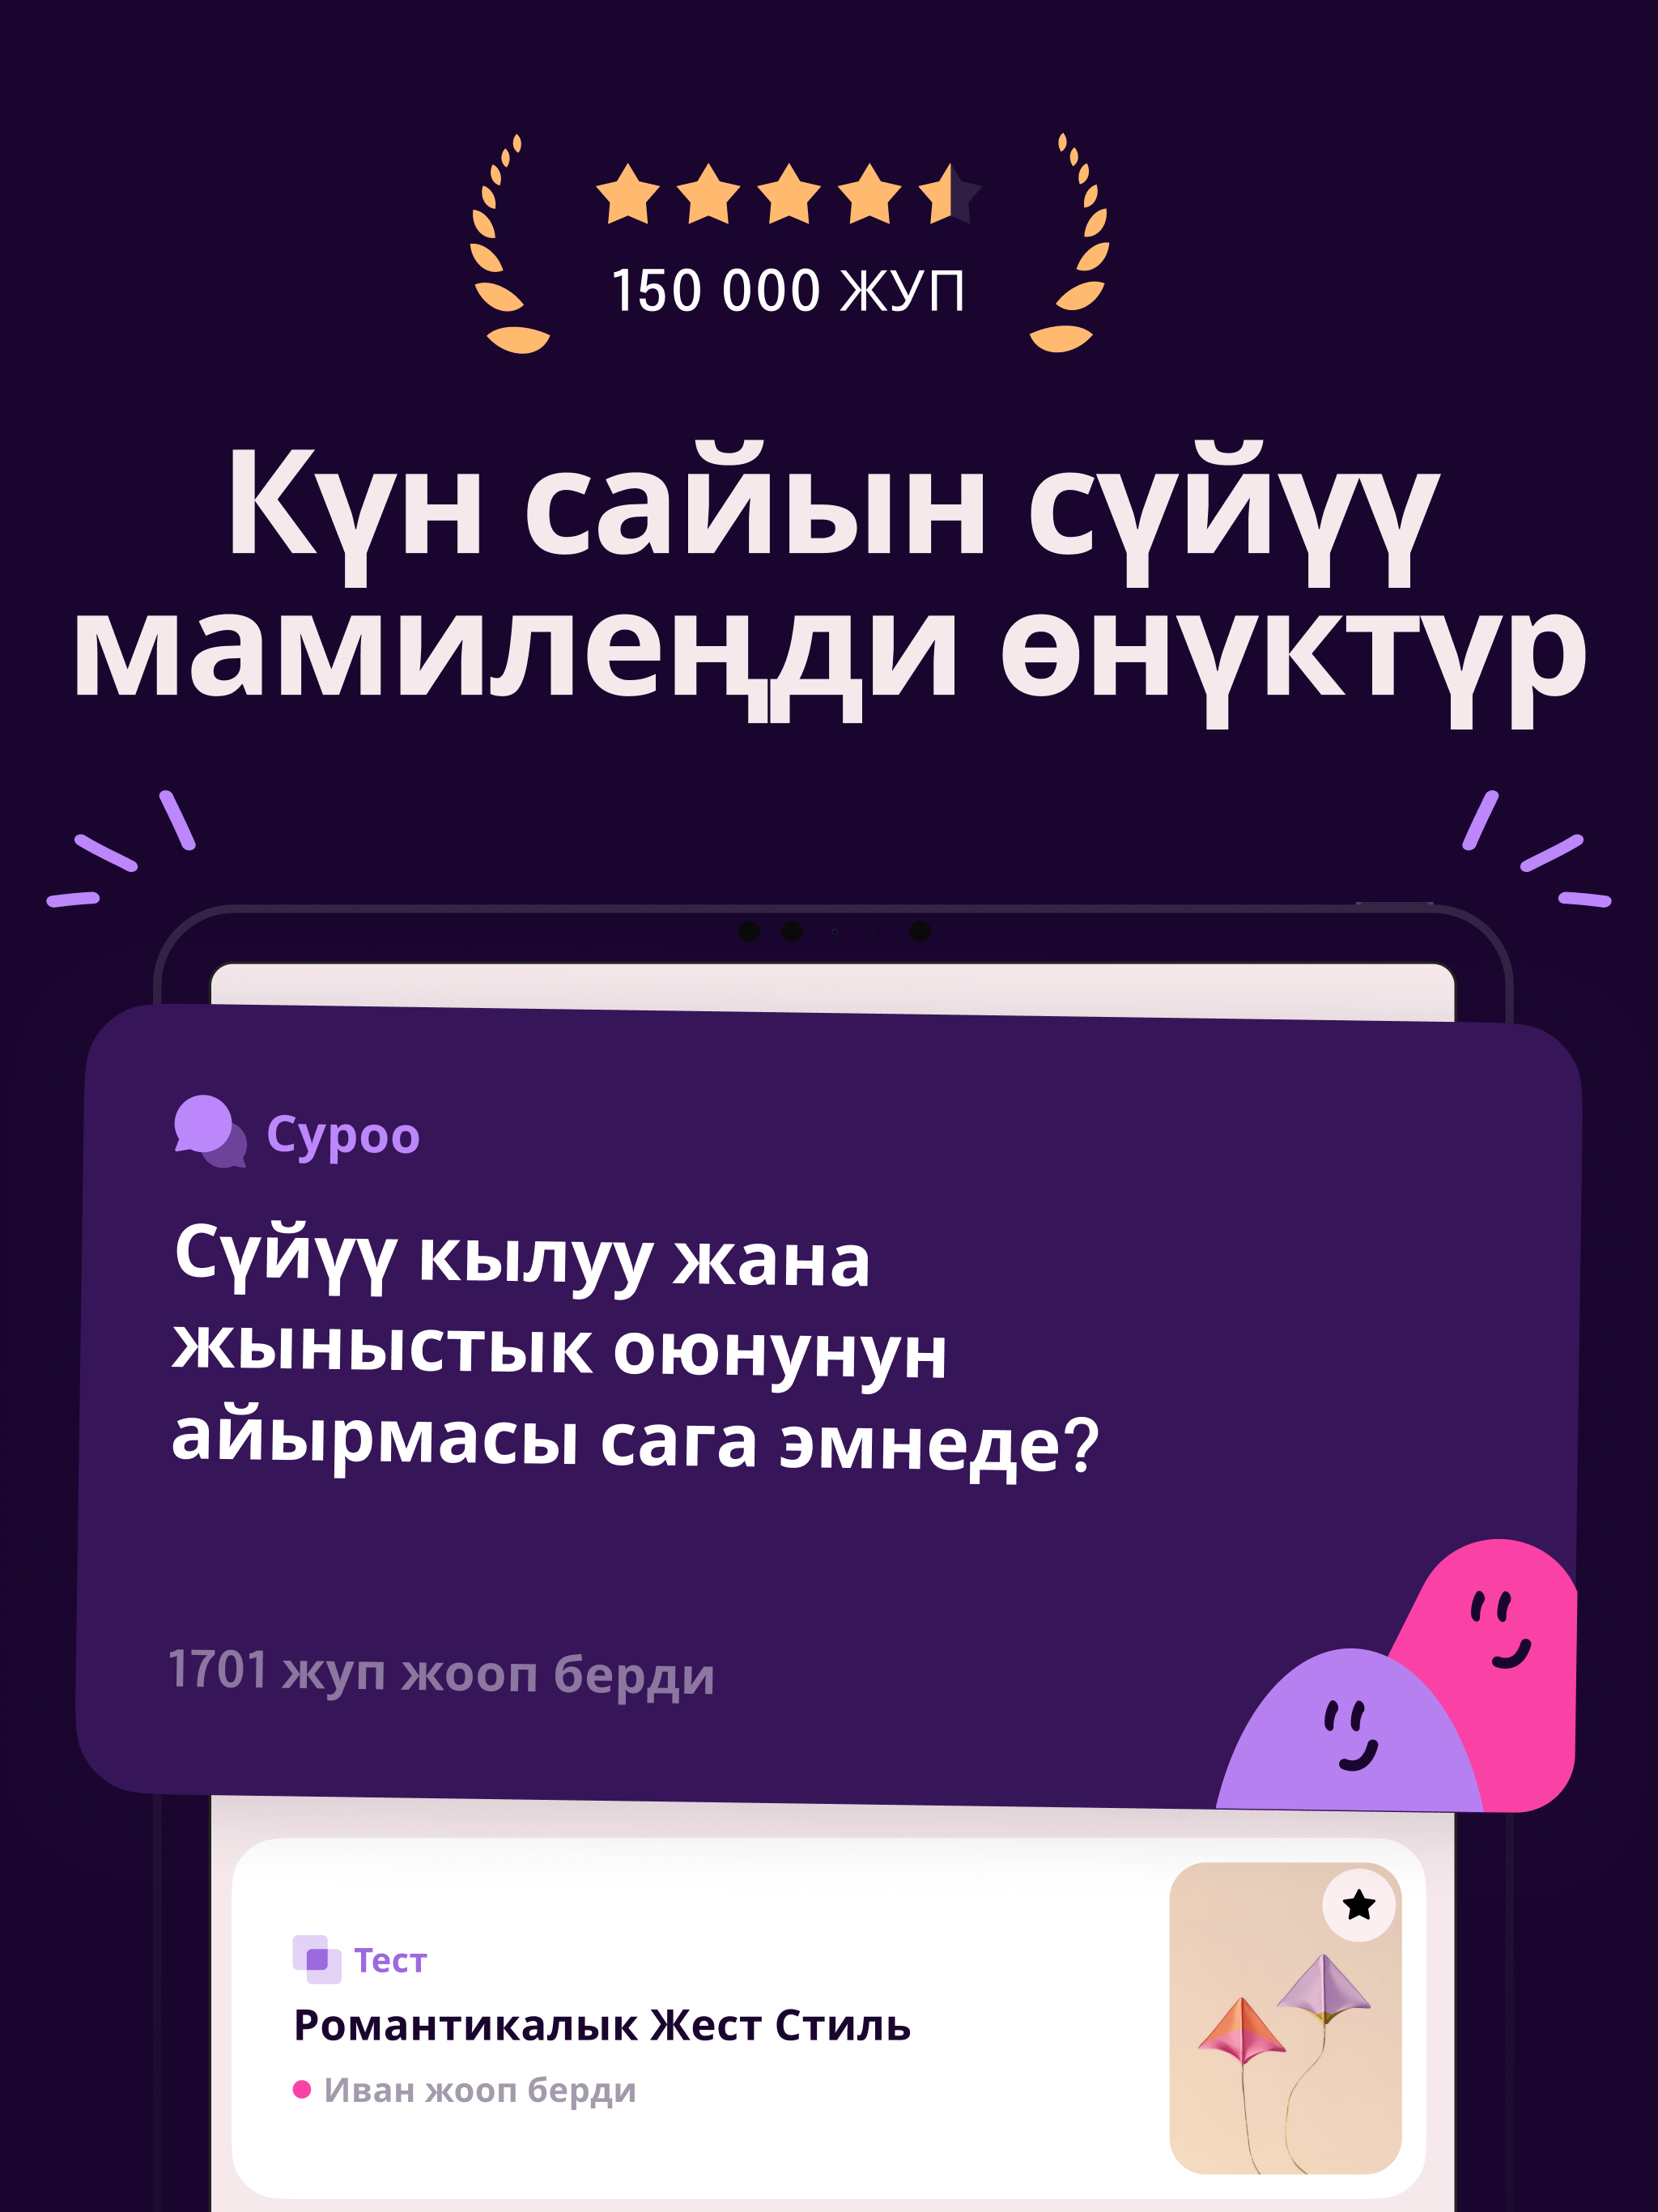 150 000 ЖУП
Күн сайын сүйүү
мамилеңди өнүктүр
Суроо
Сүйүү кылуу жана
жыныстык оюнунун
айырмасы сага эмнеде?
1701 жуп жооп берди
Тест
Романтикалык Жест Стиль
Иван жооп берди